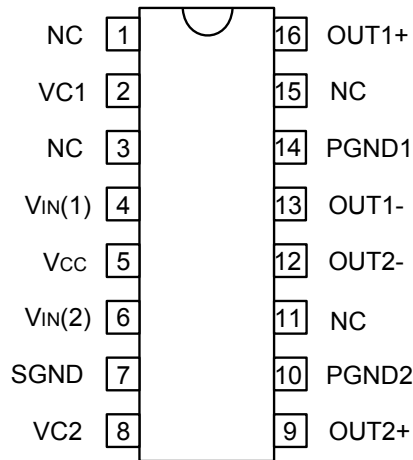 NC 1 16 OUT1+
VC1 2 15 NC
NC 3 14 PGND1
VIN(1) 4 13 OUT1-
VCC 5 12 OUT2-
VIN(2) 6 11 NC
SGND 7 10 PGND2
VC2 8 9 OUT2+